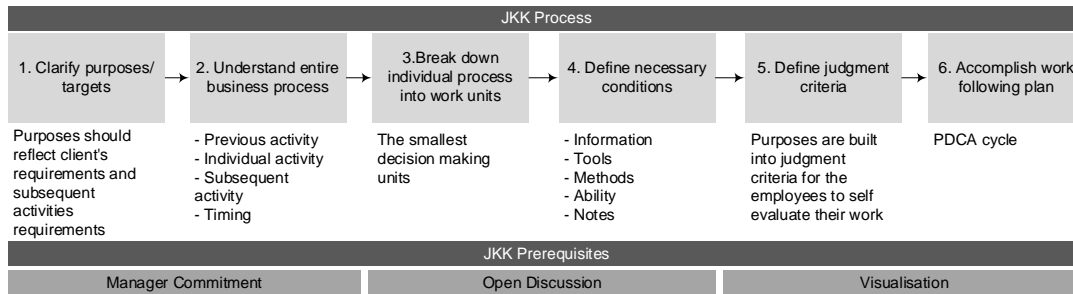 JKK Process
1. Clarify purposes/
targets
2. Understand entire
business process
3.Break down
individual process
into work units
4. Define necessary
conditions
5. Define judgment
criteria
6. Accomplish work
following plan
Purposes should
reflect client's
requirements and
subsequent
activities
requirements
- Previous activity
- Individual activity
- Subsequent
activity
- Timing
The smallest
decision making
units
- Information
- Tools
- Methods
- Ability
- Notes
Purposes are built
into judgment
criteria for the
employees to self
evaluate their work
PDCA cycle
JKK Prerequisites
Manager Commitment
Open Discussion
Visualisation